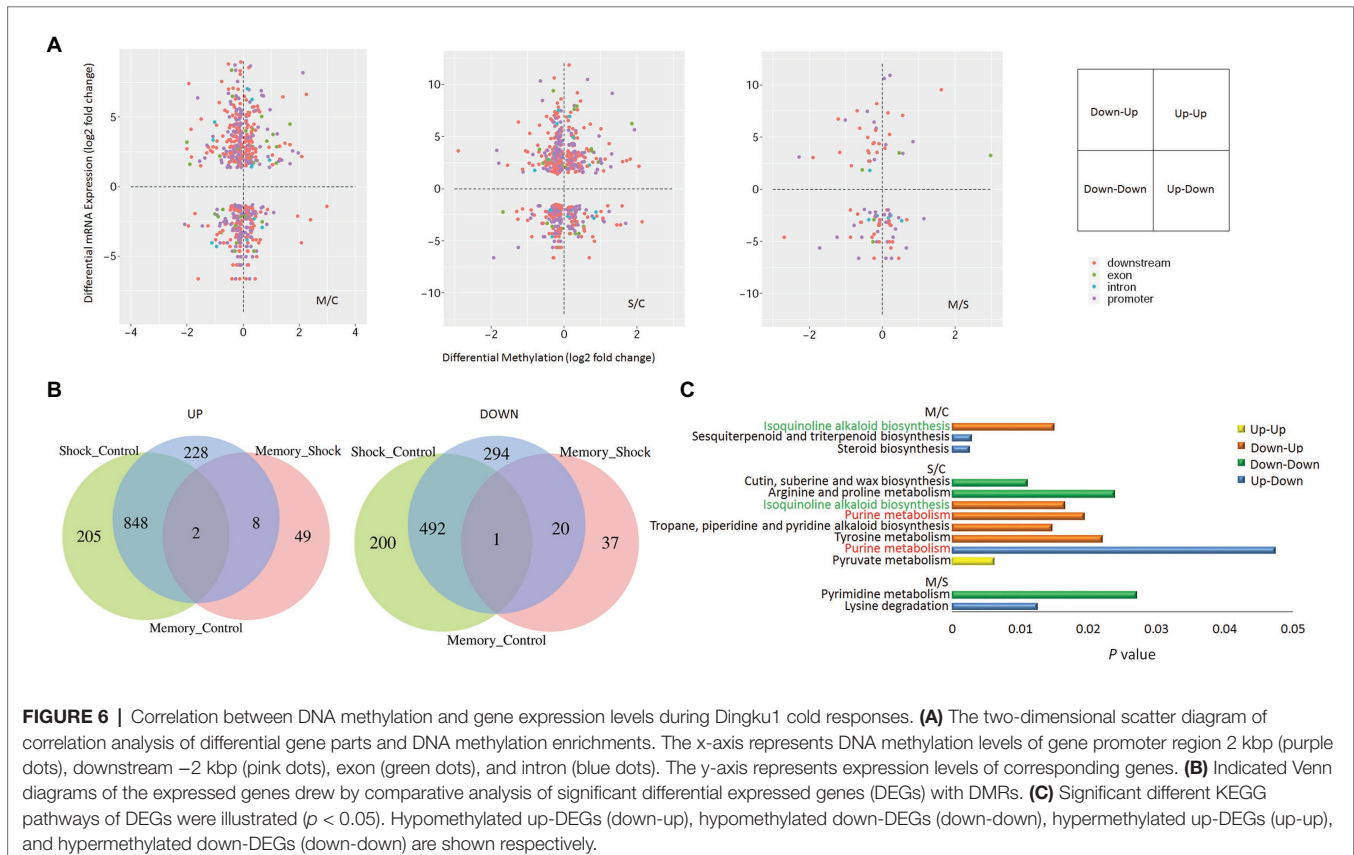 A
Differential mRNA Expression (log2 fold change)
5
0
−5
−4
−2
0
2
4
M/C
10
5
0
−5
−10
−2
0
2
S/C
10
5
0
−5
−10
−2
0
2
M/S
Differential Methylation (log2 fold change)
Down-Up
Up-Up
Down-Down
Up-Down
downstream
exon
intron
promoter
B
UP
Shock_Control
228
Memory_Shock
205
848
2
8
49
Memory_Control
DOWN
Shock_Control
294
Memory_Shock
200
492
1
20
37
Memory_Control
C
M/C
Isoquinoline alkaloid biosynthesis
Sesquiterpenoid and triterpenoid biosynthesis
Steroid biosynthesis
S/C
Cutin, suberine and wax biosynthesis
Arginine and proline metabolism
Isoquinoline alkaloid biosynthesis
Purine metabolism
Tropane, piperidine and pyridine alkaloid biosynthesis
Tyrosine metabolism
Purine metabolism
Pyruvate metabolism
M/S
Pyrimidine metabolism
Lysine degradation
0 0.01 0.02 0.03 0.04 0.05
P value
Up-Up
Down-Up
Down-Down
Up-Down
FIGURE 6 | Correlation between DNA methylation and gene expression levels during Dingku1 cold responses. (A) The two-dimensional scatter diagram of
correlation analysis of differential gene parts and DNA methylation enrichments. The x-axis represents DNA methylation levels of gene promoter region 2 kbp (purple
dots), downstream −2 kbp (pink dots), exon (green dots), and intron (blue dots). The y-axis represents expression levels of corresponding genes. (B) Indicated Venn
diagrams of the expressed genes drew by comparative analysis of significant differential expressed genes (DEGs) with DMRs. (C) Significant different KEGG
pathways of DEGs were illustrated (p < 0.05). Hypomethylated up-DEGs (down-up), hypomethylated down-DEGs (down-down), hypermethylated up-DEGs (up-up),
and hypermethylated down-DEGs (down-down) are shown respectively.